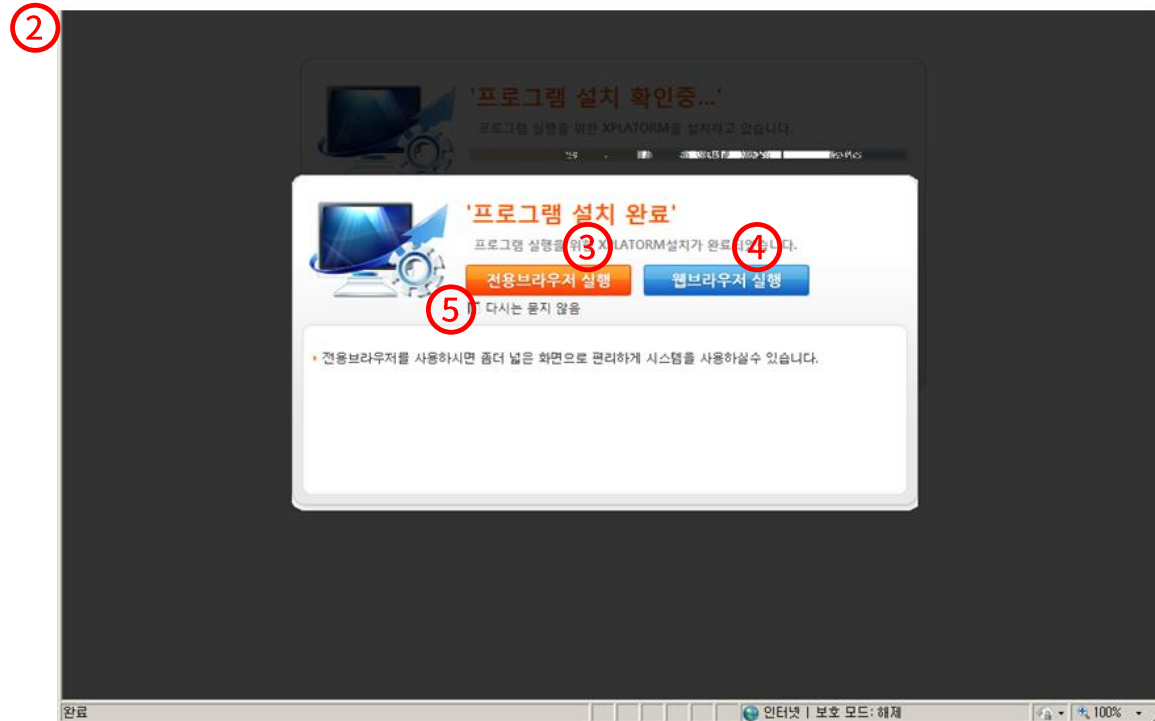 ②
'프로그램 설치 확인중...'
프로그램 실행을 위한 XPLATORM을 설치하고 있습니다.
'프로그램 설치 완료'
프로그램 실행을 위한 XPLATORM설치가 완료되었습니다.
③ ④
전용브라우저 실행 웹브라우저 실행
⑤ 다시는 묻지 않음
전용브라우저를 사용하시면 좀더 넓은 화면으로 편리하게 시스템를 사용하실수 있습니다.
완료 인터넷 | 보호 모드: 해제 100%